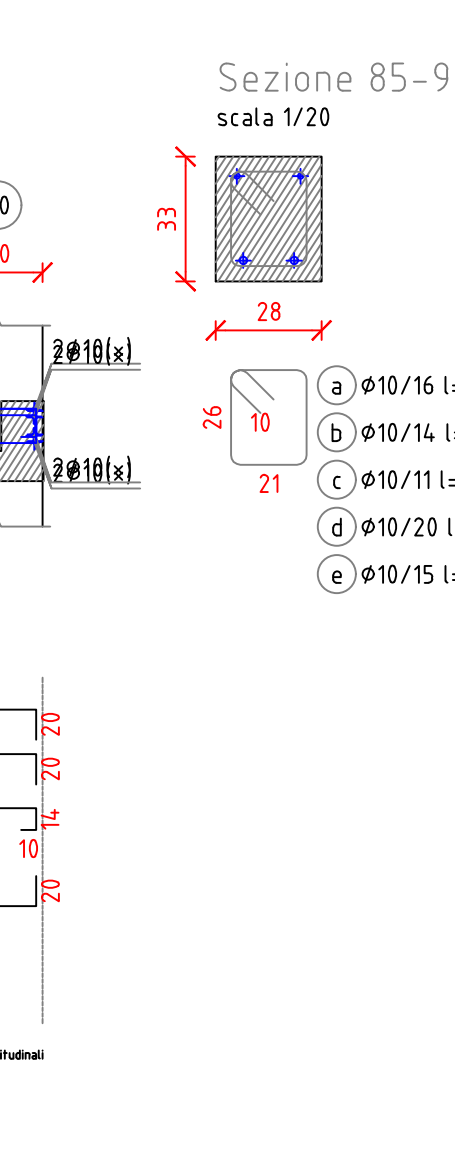 Sezione 85-9
scala 1/20
0
0
33
28
2ø10(x)
2ø10(x)
26
10
21
a ø10/16 l=
b ø10/14 l=
c ø10/11 l=
d ø10/20 l
e ø10/15 l=
20
20
14
10
20
itudinali